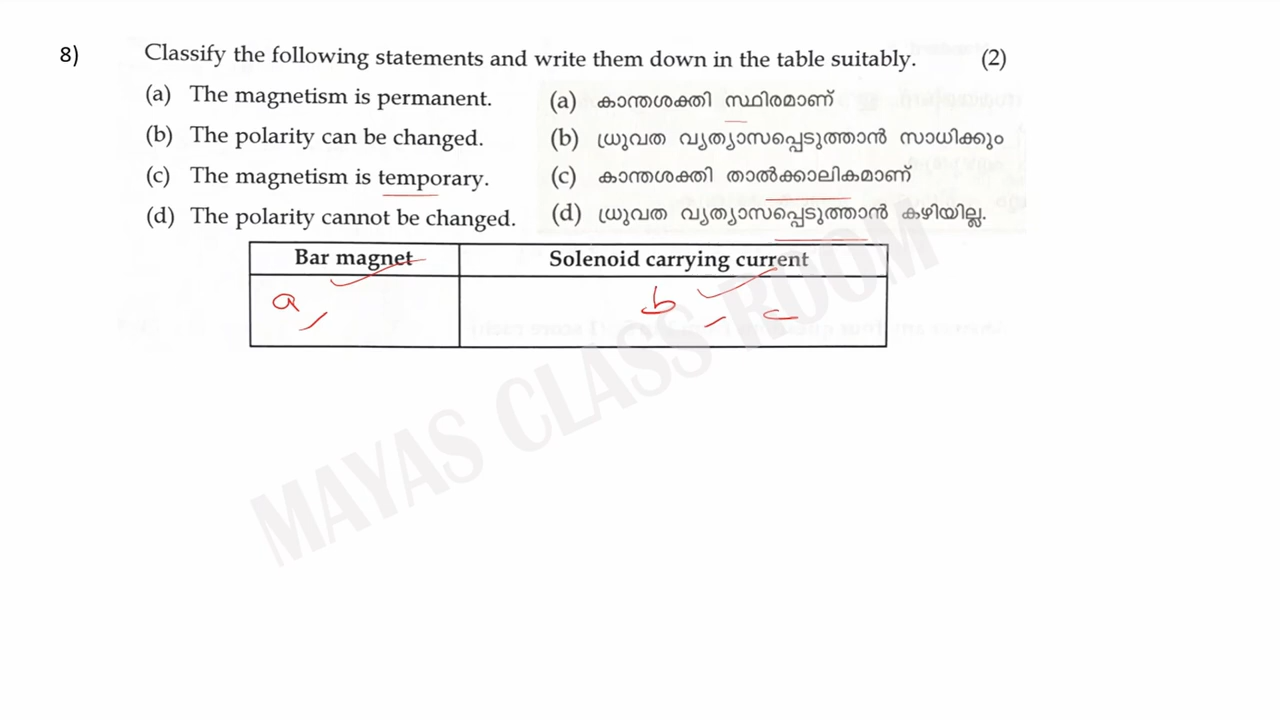 8) Classify the following statements and write them down in the table suitably. (2)
(a) The magnetism is permanent. (a) കാന്തശക്തി സ്ഥിരമാണ്
(b) The polarity can be changed. (b) ധ്രുവത വ്യത്യാസപ്പെടുത്താൻ സാധിക്കും
(c) The magnetism is temporary. (c) കാന്തശക്തി താൽക്കാലികമാണ്
(d) The polarity cannot be changed. (d) ധ്രുവത വ്യത്യാസപ്പെടുത്താൻ കഴിയില്ല.
Bar magnet Solenoid carrying current
a, b - c
MAYAS CLASS ROOM